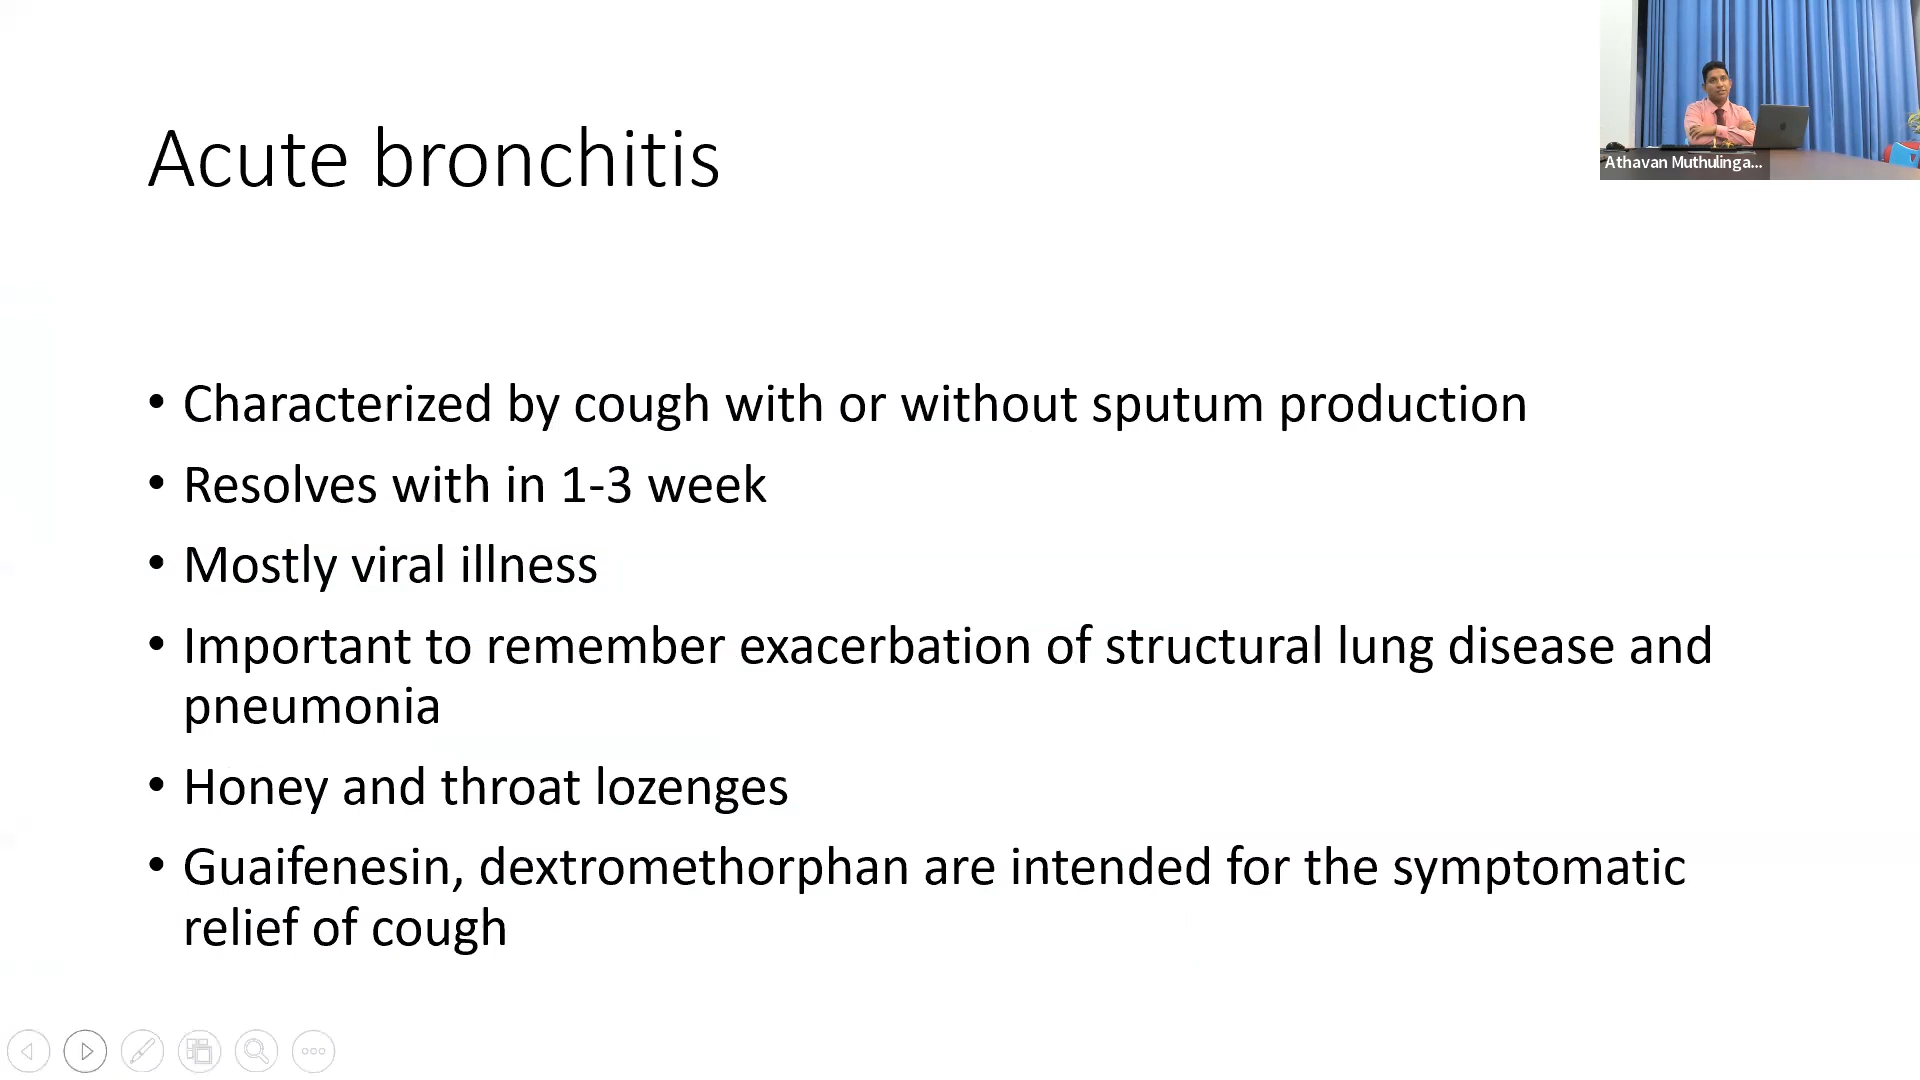 Acute bronchitis
Athavan Muthulinga...
• Characterized by cough with or without sputum production
• Resolves with in 1-3 week
• Mostly viral illness
• Important to remember exacerbation of structural lung disease and
pneumonia
• Honey and throat lozenges
• Guaifenesin, dextromethorphan are intended for the symptomatic
relief of cough